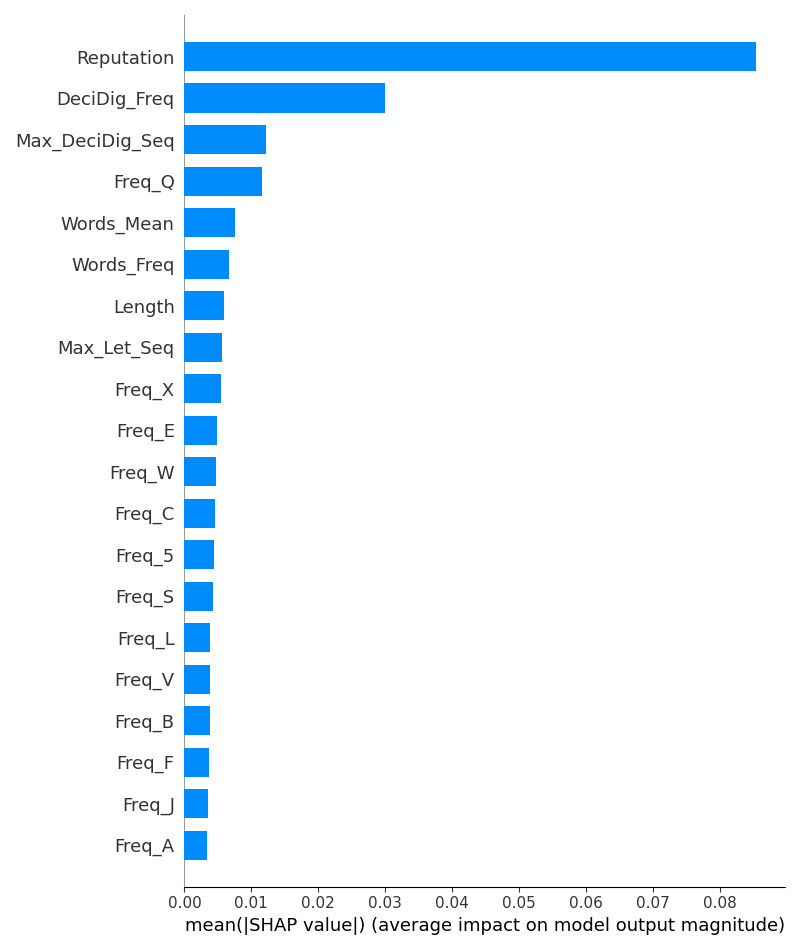 Reputation
DeciDig_Freq
Max_DeciDig_Seq
Freq_Q
Words_Mean
Words_Freq
Length
Max_Let_Seq
Freq_X
Freq_E
Freq_W
Freq_C
Freq_5
Freq_S
Freq_L
Freq_V
Freq_B
Freq_F
Freq_J
Freq_A
0.00 0.01 0.02 0.03 0.04 0.05 0.06 0.07 0.08
mean(|SHAP value|) (average impact on model output magnitude)